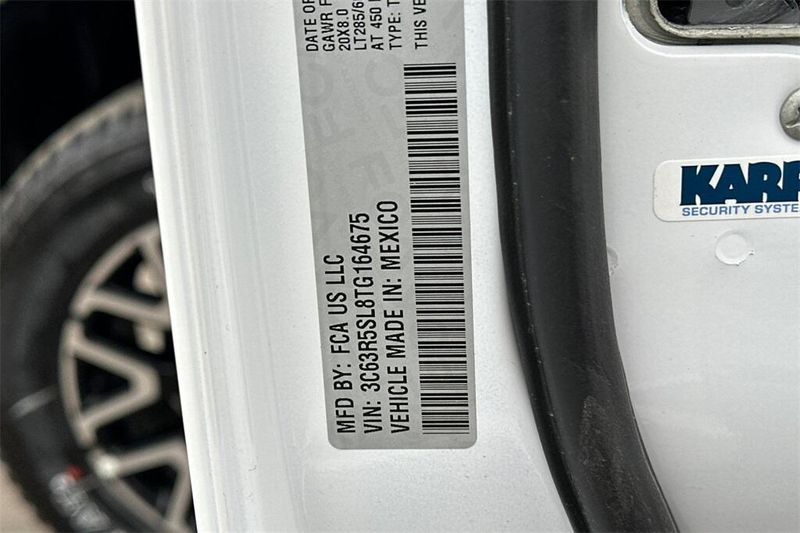 DATE OF
GAWR F
20X8.0
LT285/6
AT 450
TYPE: T
THIS VE
MFD BY: FCA US LLC
VIN: 3C63R5SL8TG164675
VEHICLE MADE IN: MEXICO
KARR
SECURITY SYSTE